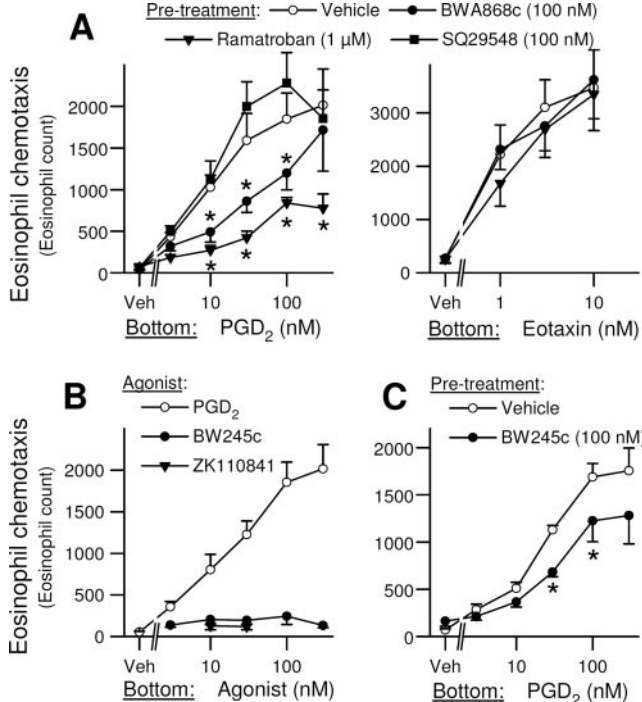 Pre-treatment: Vehicle BWA868c (100 nM)
A
Ramatroban (1 µM) SQ29548 (100 nM)
Eosinophil chemotaxis
(Eosinophil count)
2000
1500
1000
500
0
* * *
* * * *
Veh 10 100
Bottom: PGD2 (nM)
3000
2000
1000
0
Veh 1 10
Bottom: Eotaxin (nM)
B
Agonist:
PGD2
BW245c
ZK110841
Eosinophil chemotaxis
(Eosinophil count)
2000
1500
1000
500
0
Veh 10 100
Bottom: Agonist (nM)
C
Pre-treatment:
Vehicle
BW245c (100 nM)
2000
1500
1000
500
0
* *
Veh 10 100
Bottom: PGD2 (nM)